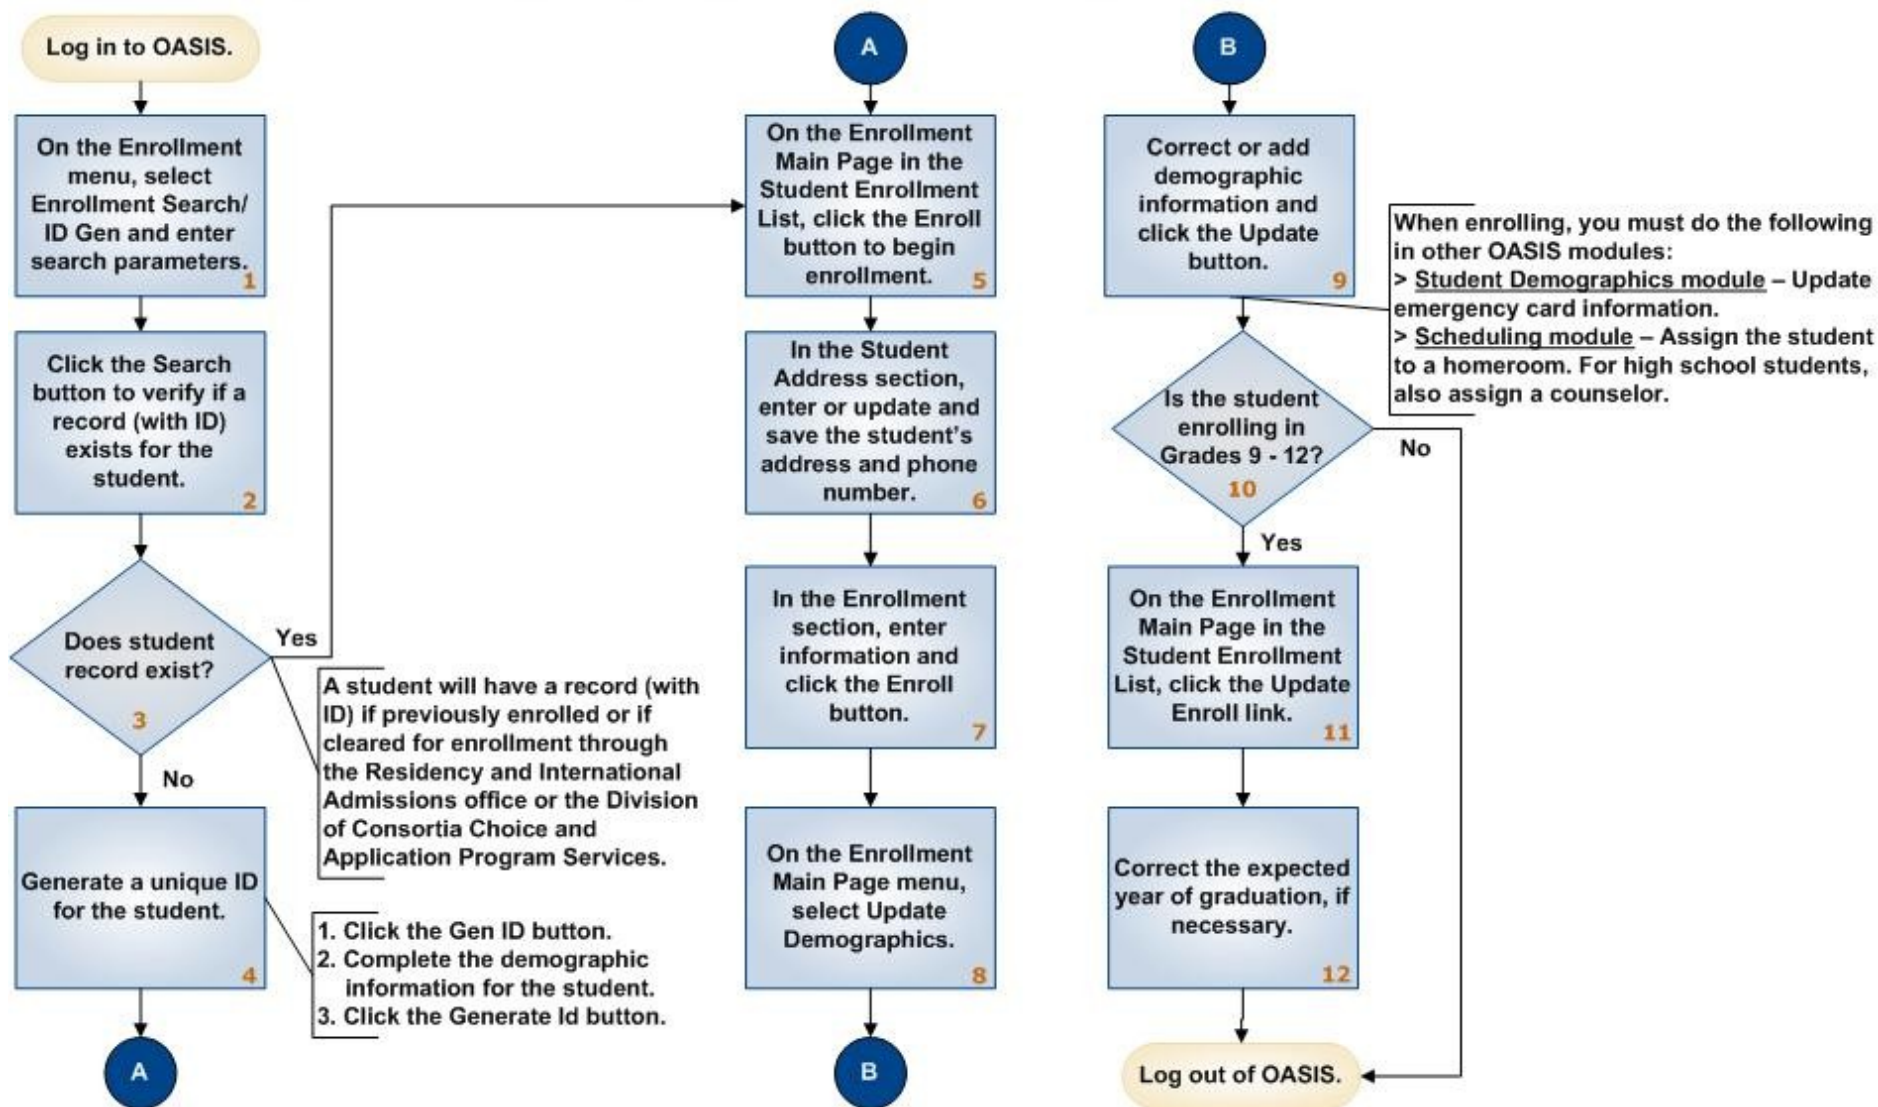 Log in to OASIS.
On the Enrollment
menu, select
Enrollment Search/
ID Gen and enter
search parameters.
1
Click the Search
button to verify if a
record (with ID)
exists for the
student.
2
Does student
record exist?
3
Yes
No
A student will have a record (with
ID) if previously enrolled or if
cleared for enrollment through
the Residency and International
Admissions office or the Division
of Consortia Choice and
Application Program Services.
Generate a unique ID
for the student.
4
1. Click the Gen ID button.
2. Complete the demographic
information for the student.
3. Click the Generate Id button.
A
A
On the Enrollment
Main Page in the
Student Enrollment
List, click the Enroll
button to begin
enrollment.
5
In the Student
Address section,
enter or update and
save the student’s
address and phone
number.
6
In the Enrollment
section, enter
information and
click the Enroll
button.
7
On the Enrollment
Main Page menu,
select Update
Demographics.
8
B
B
Correct or add
demographic
information and
click the Update
button.
9
When enrolling, you must do the following
in other OASIS modules:
> Student Demographics module – Update
emergency card information.
> Scheduling module – Assign the student
to a homeroom. For high school students,
also assign a counselor.
Is the student
enrolling in
Grades 9 - 12?
10
No
Yes
On the Enrollment
Main Page in the
Student Enrollment
List, click the Update
Enroll link.
11
Correct the expected
year of graduation, if
necessary.
12
Log out of OASIS.